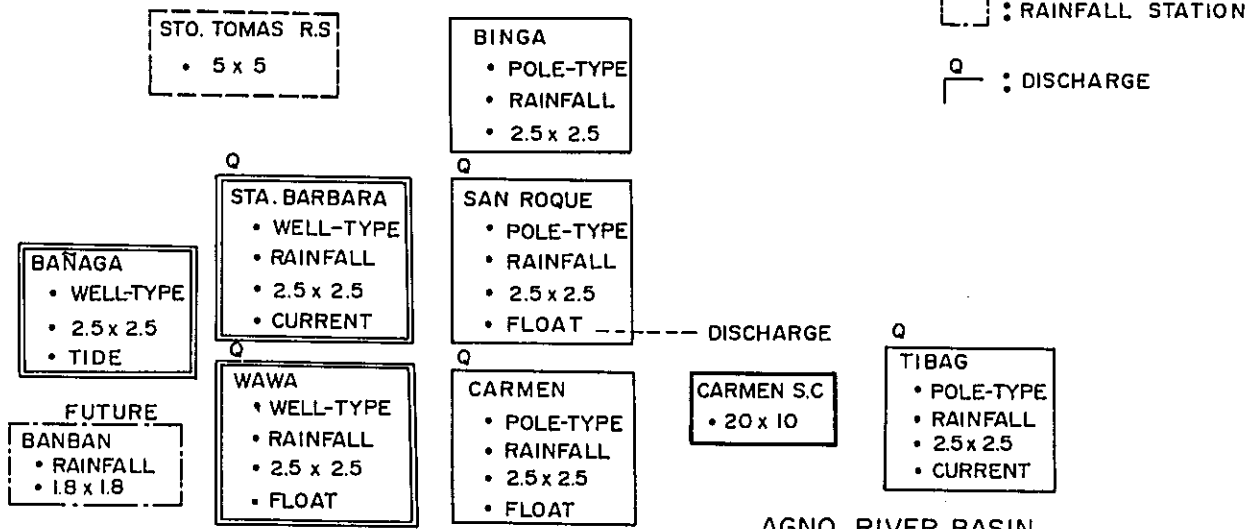 STO. TOMAS R.S
• 5 x 5
BINGA
• POLE-TYPE
• RAINFALL
• 2.5 x 2.5
: RAINFALL STATION
Q
: DISCHARGE
Q
STA. BARBARA
• WELL-TYPE
• RAINFALL
• 2.5 x 2.5
• CURRENT
Q
SAN ROQUE
• POLE-TYPE
• RAINFALL
• 2.5 x 2.5
• FLOAT ---- DISCHARGE
BAÑAGA
• WELL-TYPE
• 2.5 x 2.5
• TIDE
Q
WAWA
• WELL-TYPE
• RAINFALL
• 2.5 x 2.5
• FLOAT
Q
CARMEN
• POLE-TYPE
• RAINFALL
• 2.5 x 2.5
• FLOAT
CARMEN S.C
• 20 x 10
Q
TIBAG
• POLE-TYPE
• RAINFALL
• 2.5 x 2.5
• CURRENT
FUTURE
BANBAN
• RAINFALL
• 1.8 x 1.8
AGNO RIVER BASIN